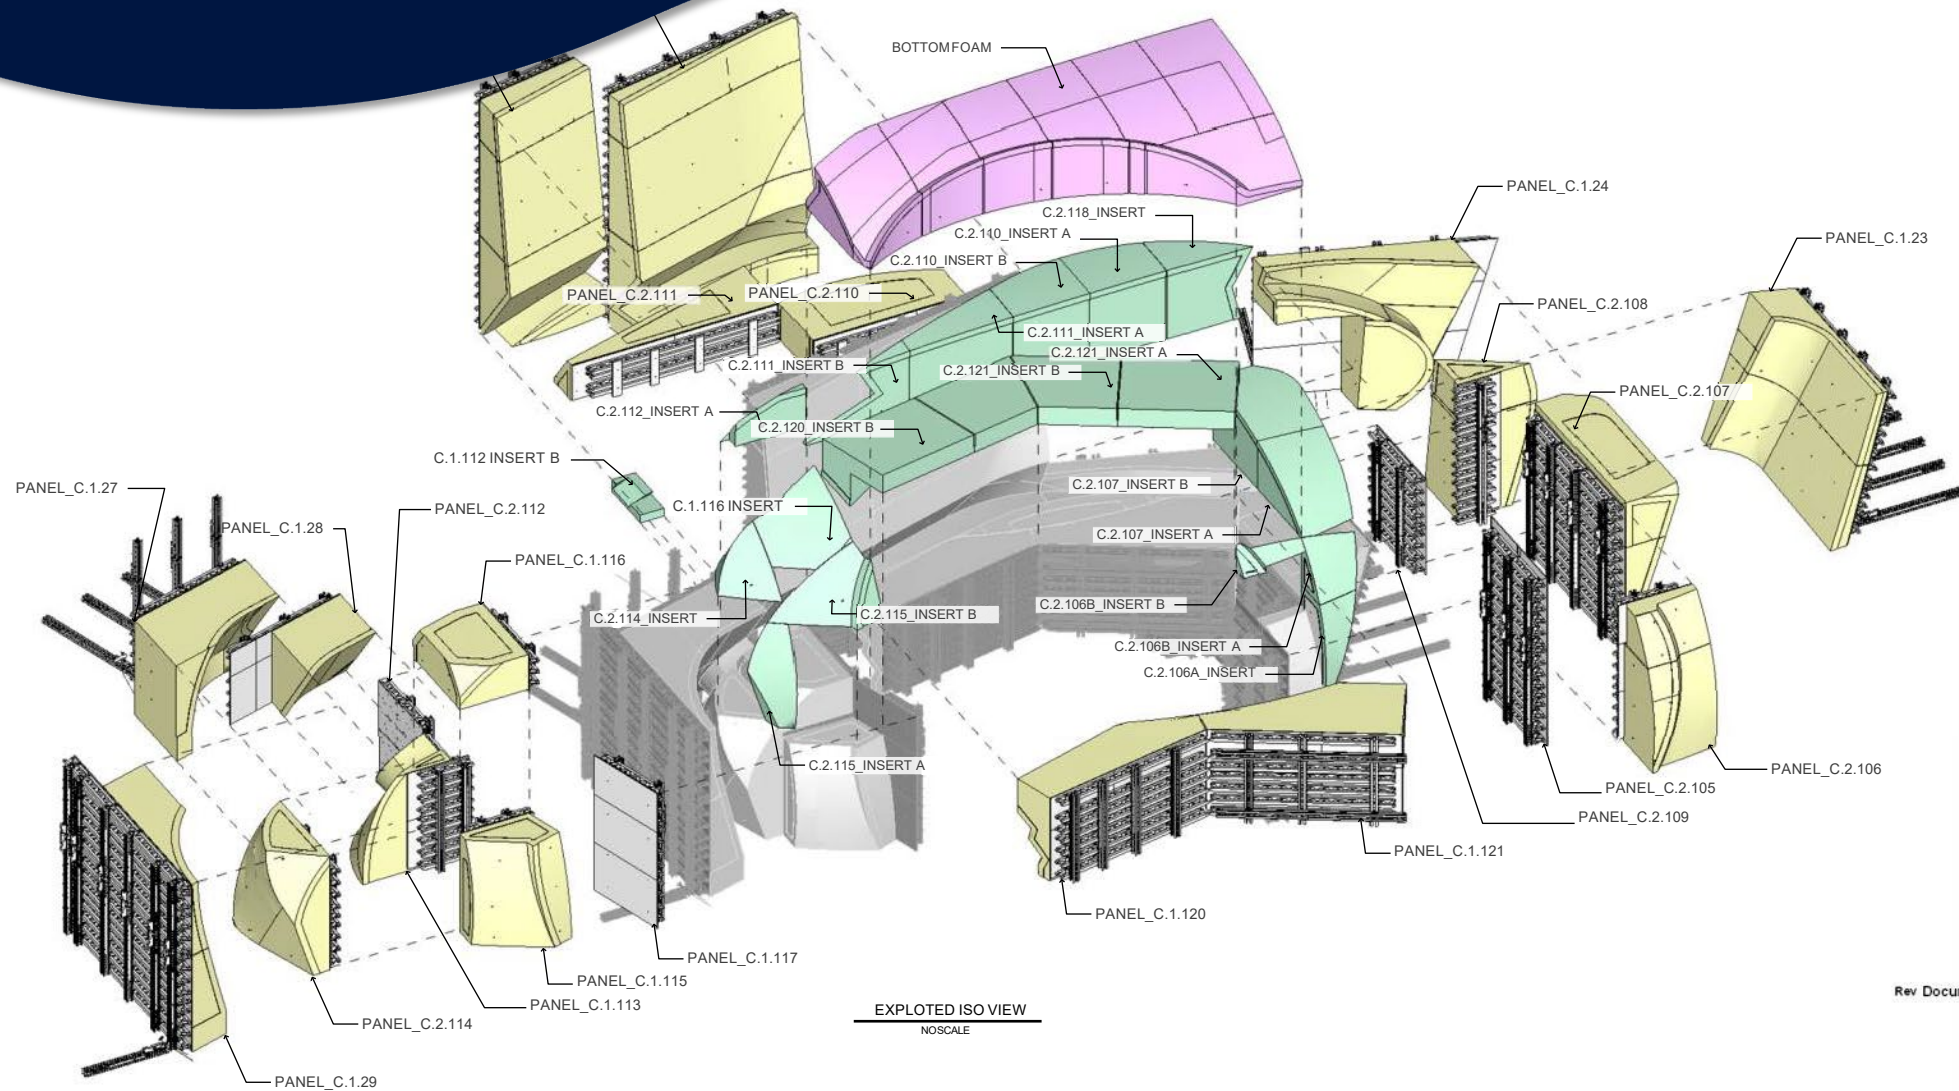 BOTTOMFOAM
PANEL_C.1.24
C.2.118_INSERT
C.2.110_INSERT A
PANEL_C.1.23
C.2.110_INSERT B
PANEL_C.2.111
PANEL_C.2.110
PANEL_C.2.108
C.2.111_INSERT A
C.2.121_INSERT A
C.2.111_INSERT B
C.2.121_INSERT B
PANEL_C.2.107
C.2.112_INSERT A
C.2.120_INSERT B
C.1.112 INSERT B
C.2.107_INSERT B
PANEL_C.1.27
C.1.116 INSERT
PANEL_C.2.112
PANEL_C.1.28
C.2.107_INSERT A
PANEL_C.1.116
C.2.106B_INSERT B
C.2.115_INSERT B
C.2.114_INSERT
C.2.106B_INSERT A
C.2.106A_INSERT
C.2.115_INSERT A
PANEL_C.2.106
PANEL_C.2.105
PANEL_C.2.109
PANEL_C.1.121
PANEL_C.1.120
PANEL_C.1.117
PANEL_C.1.115
Rev Docu
PANEL_C.1.113
EXPLOTED ISO VIEW
PANEL_C.2.114
NOSCALE
PANEL_C.1.29